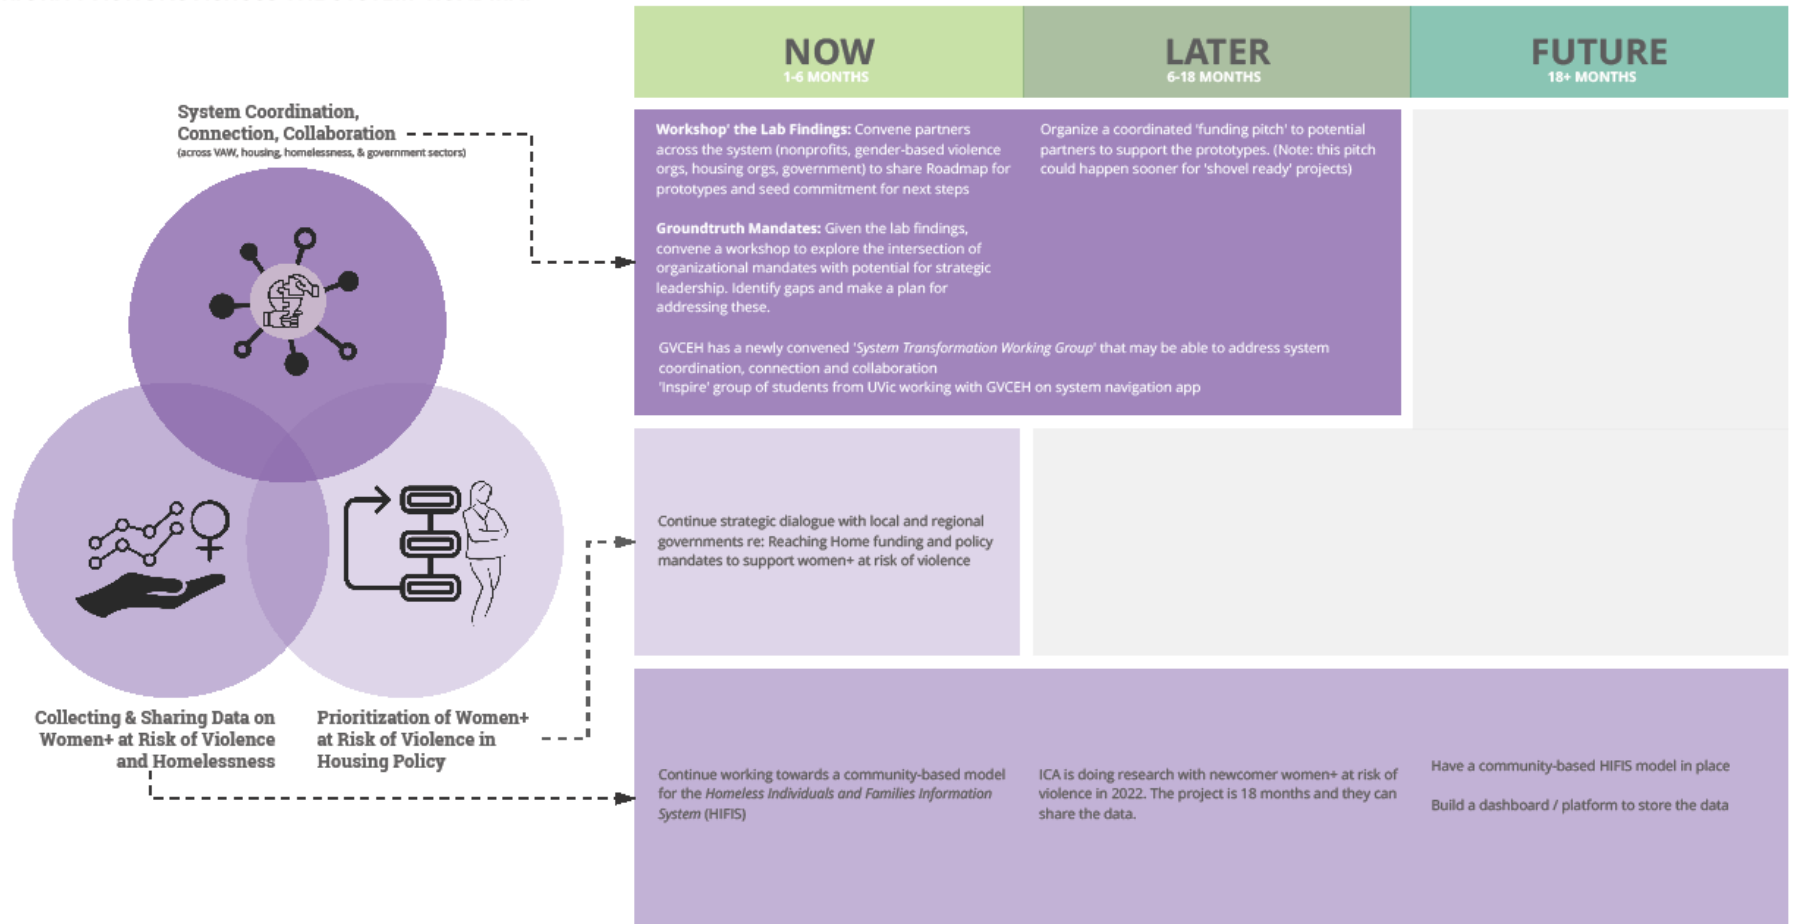 NOW
1-6 MONTHS
LATER
6-18 MONTHS
FUTURE
18+ MONTHS
System Coordination,
Connection, Collaboration
(across VAW, housing, homelessness, & government sectors)
Workshop' the Lab Findings: Convene partners
across the system (nonprofits, gender-based violence
orgs, housing orgs, government) to share Roadmap for
prototypes and seed commitment for next steps
Groundtruth Mandates: Given the lab findings,
convene a workshop to explore the intersection of
organizational mandates with potential for strategic
leadership. Identify gaps and make a plan for
addressing these.
Organize a coordinated 'funding pitch' to potential
partners to support the prototypes. (Note: this pitch
could happen sooner for 'shovel ready' projects)
GVCEH has a newly convened 'System Transformation Working Group' that may be able to address system
coordination, connection and collaboration
'Inspire' group of students from UVic working with GVCEH on system navigation app
Continue strategic dialogue with local and regional
governments re: Reaching Home funding and policy
mandates to support women+ at risk of violence
Collecting & Sharing Data on
Women+ at Risk of Violence
and Homelessness
Prioritization of Women+
at Risk of Violence in
Housing Policy
Continue working towards a community-based model
for the Homeless Individuals and Families Information
System (HIFIS)
ICA is doing research with newcomer women+ at risk of
violence in 2022. The project is 18 months and they can
share the data.
Have a community-based HIFIS model in place
Build a dashboard / platform to store the data